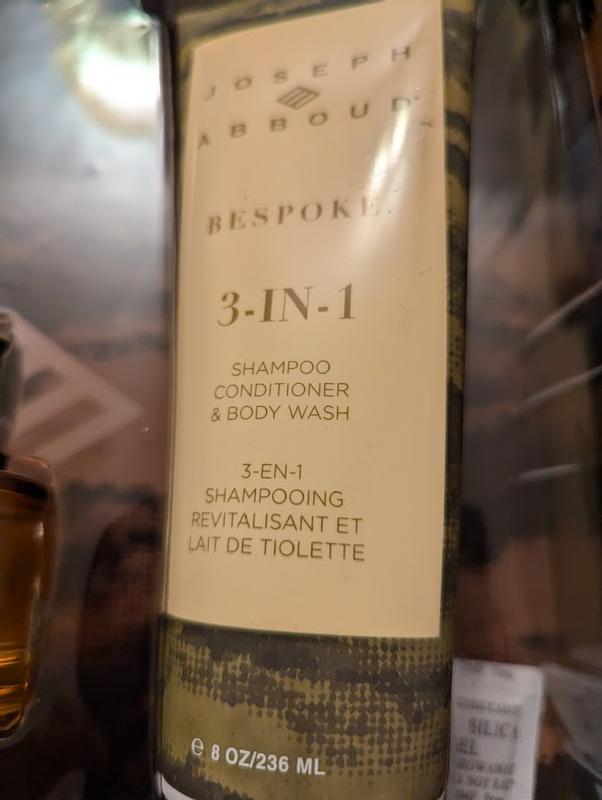 JOSEPH
ABBOUD
BESPOKE
3-IN-1
SHAMPOO
CONDITIONER
& BODY WASH
3-EN-1
SHAMPOOING
REVITALISANT ET
LAIT DE TIOLETTE
℮ 8 OZ/236 ML
SILICA